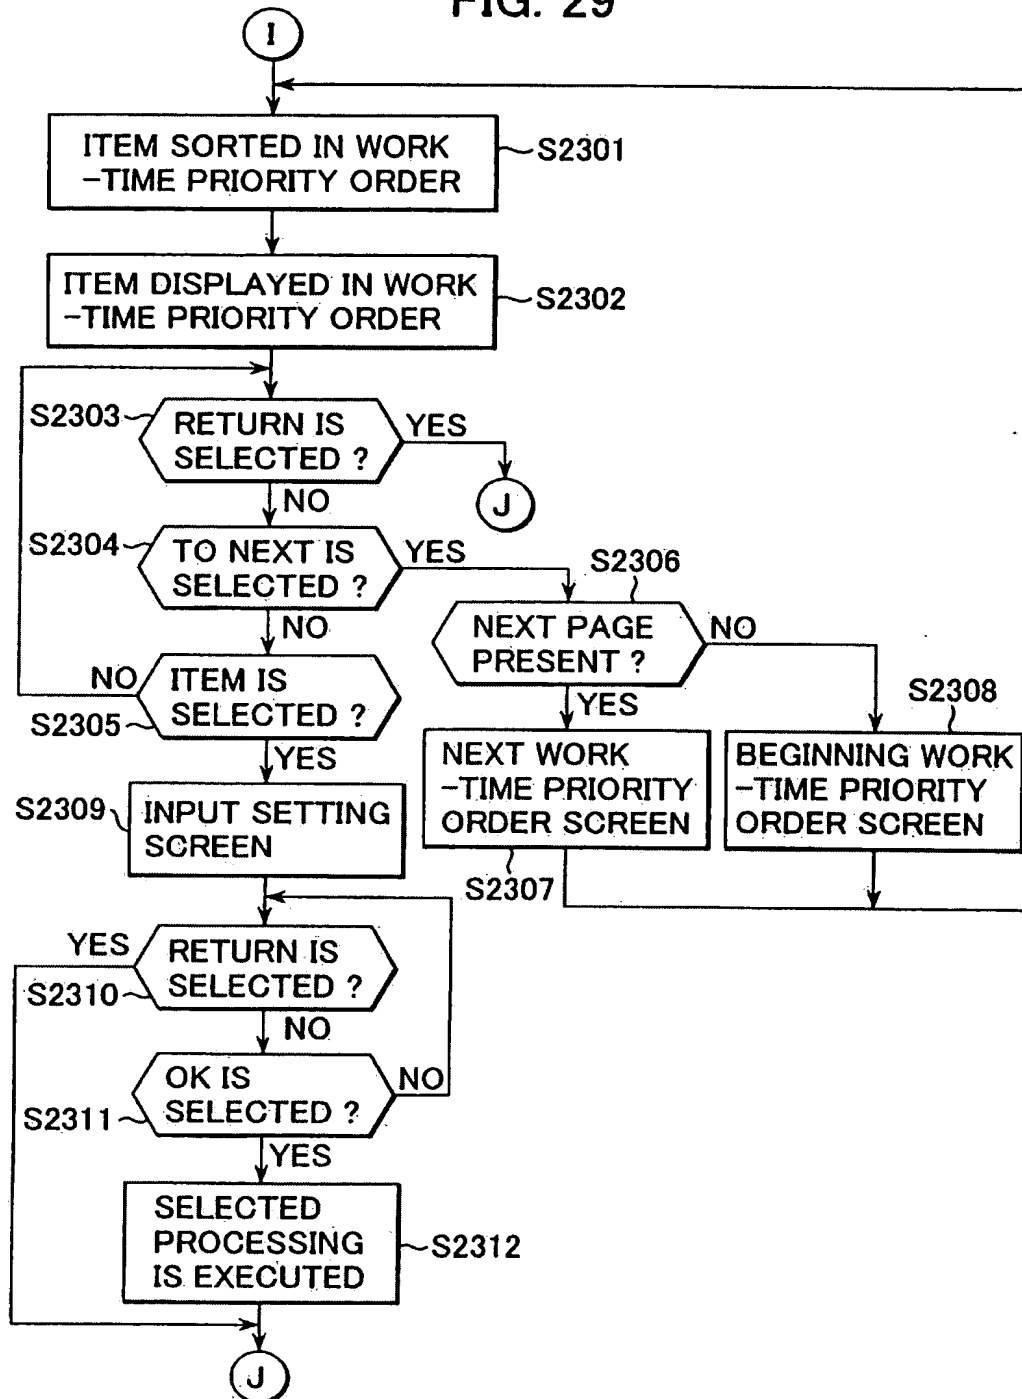 FIG. 29
I
ITEM SORTED IN WORK
-TIME PRIORITY ORDER
S2301
ITEM DISPLAYED IN WORK
-TIME PRIORITY ORDER
S2302
S2303
RETURN IS
SELECTED ?
YES
J
NO
S2304
TO NEXT IS
SELECTED ?
YES
S2306
NEXT PAGE
PRESENT ?
NO
NO
ITEM IS
SELECTED ?
NO
S2305
YES
YES
S2308
NEXT WORK
-TIME PRIORITY
ORDER SCREEN
S2307
BEGINNING WORK
-TIME PRIORITY
ORDER SCREEN
S2309
INPUT SETTING
SCREEN
YES
RETURN IS
SELECTED ?
S2310
NO
OK IS
SELECTED ?
NO
S2311
YES
SELECTED
PROCESSING
IS EXECUTED
S2312
J